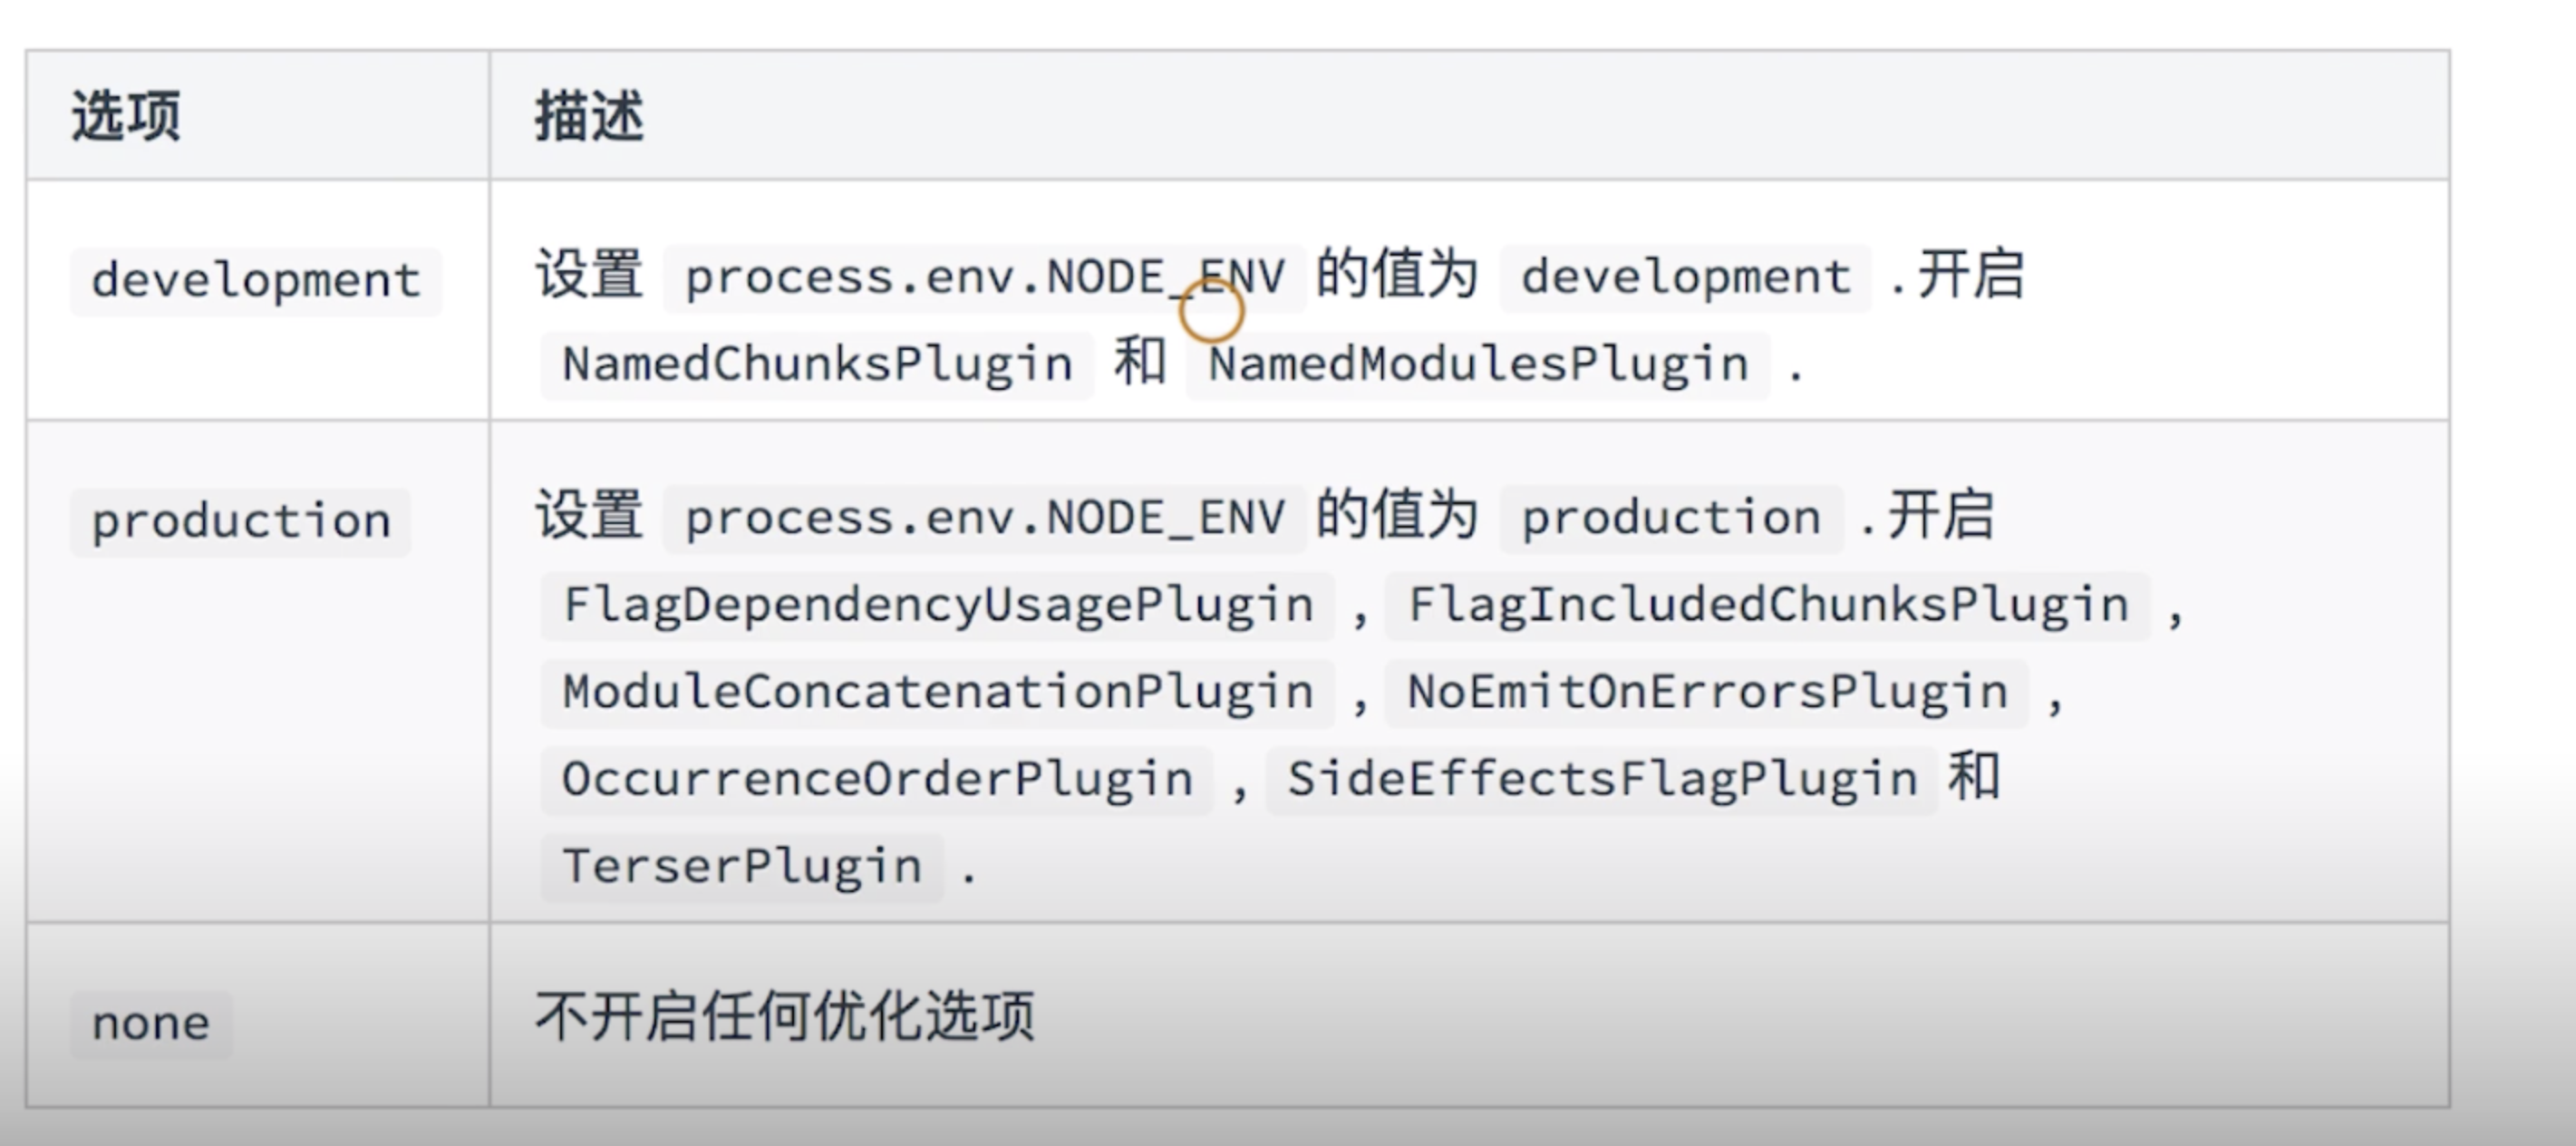 选项
描述
development
设置 process.env.NODE_ENV 的值为 development .开启
NamedChunksPlugin 和 NamedModulesPlugin .
production
设置 process.env.NODE_ENV 的值为 production .开启
FlagDependencyUsagePlugin , FlagIncludedChunksPlugin ,
ModuleConcatenationPlugin , NoEmitOnErrorsPlugin ,
OccurrenceOrderPlugin , SideEffectsFlagPlugin 和
TerserPlugin .
none
不开启任何优化选项